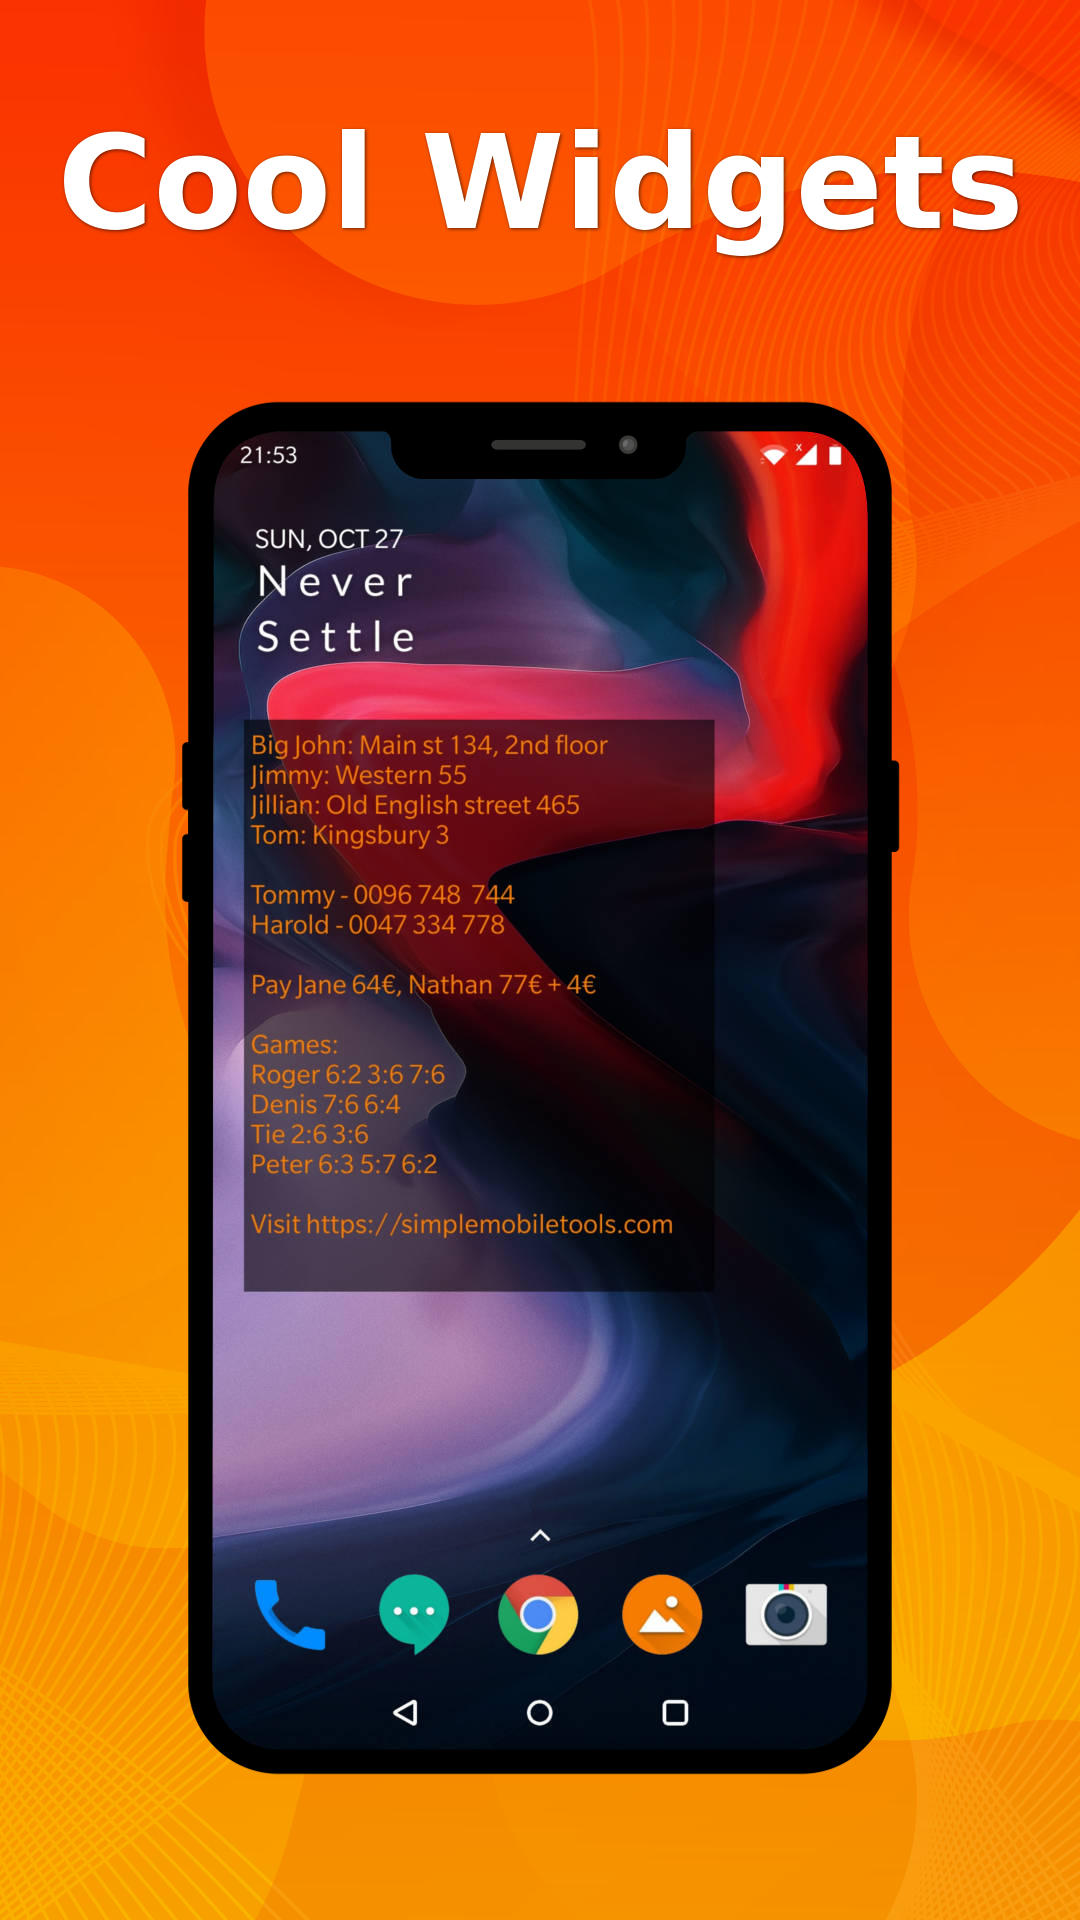 Cool Widgets
21:53
x
SUN, OCT 27
Never
Settle
Big John: Main st 134, 2nd floor
Jimmy: Western 55
Jillian: Old English street 465
Tom: Kingsbury 3
Tommy - 0096 748  744
Harold - 0047 334 778
Pay Jane 64€, Nathan 77€ + 4€
Games:
Roger 6:2 3:6 7:6
Denis 7:6 6:4
Tie 2:6 3:6
Peter 6:3 5:7 6:2
Visit https://simplemobiletools.com